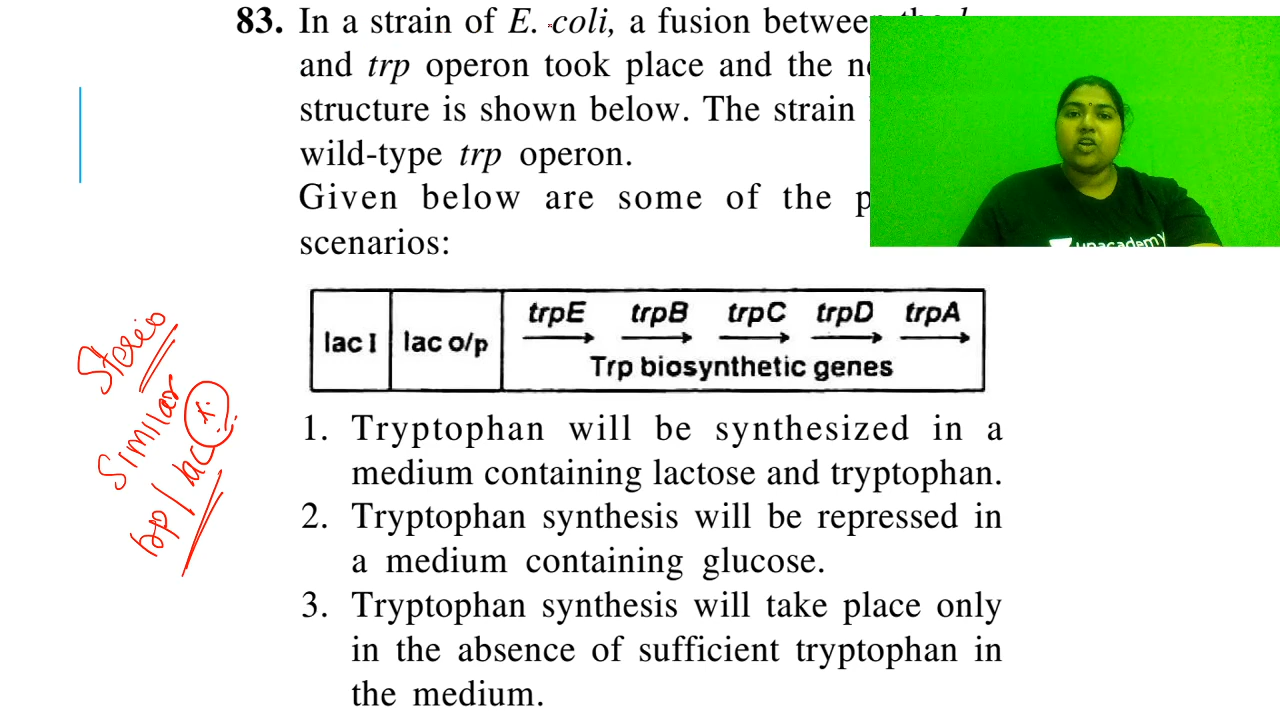 83. In a strain of E. coli, a fusion between the
and trp operon took place and the
structure is shown below. The strain
wild-type trp operon.
Given below are some of the
scenarios:
lac I
lac o/p
trpE trpB trpC trpD trpA
Trp biosynthetic genes
1. Tryptophan will be synthesized in a
medium containing lactose and tryptophan.
2. Tryptophan synthesis will be repressed in
a medium containing glucose.
3. Tryptophan synthesis will take place only
in the absence of sufficient tryptophan in
the medium.
Stereo
Similar
trp/lac
unacademy